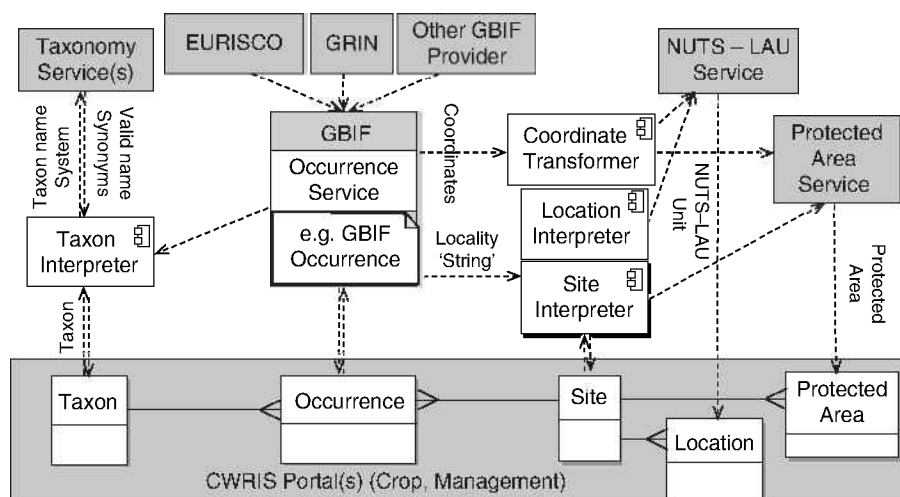 Taxonomy
Service(s)
EURISCO
GRIN
Other GBIF
Provider
NUTS – LAU
Service
Taxon name
System
Valid name
Synonyms
GBIF
Occurrence
Service
e.g. GBIF
Occurrence
Coordinates
Locality
‘String’
Coordinate
Transformer
Location
Interpreter
Site
Interpreter
NUTS–LAU
Unit
Protected
Area
Service
Protected
Area
Taxon
Interpreter
Taxon
Taxon
Occurrence
Site
Location
Protected
Area
CWRIS Portal(s) (Crop, Management)